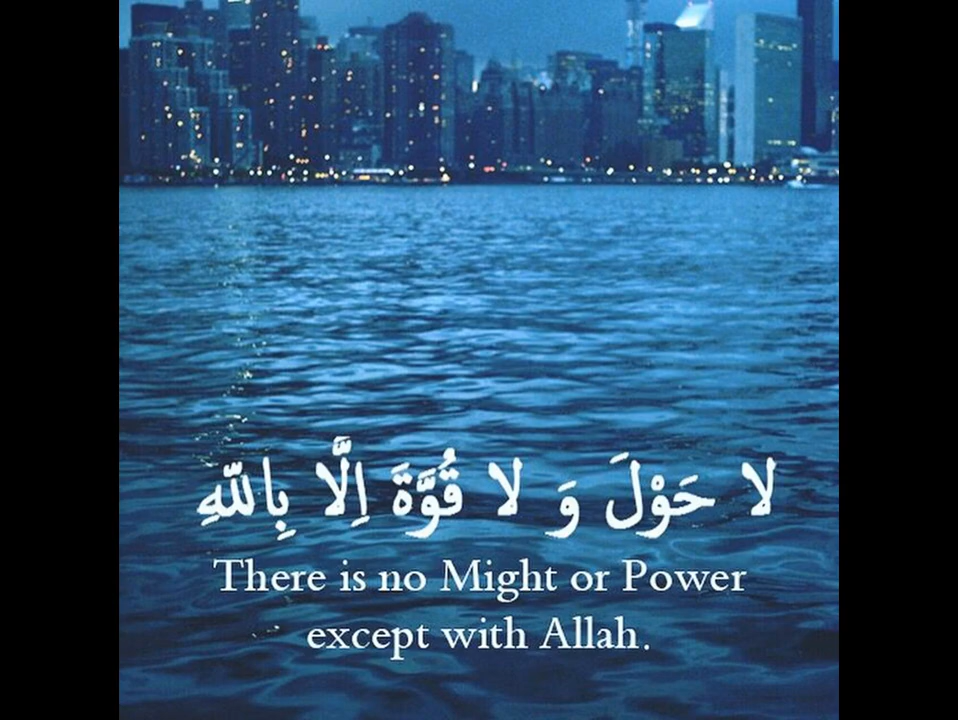 لا حَوْلَ وَ لا قُوَّةَ اِلَّا بِاللّٰهِ
There is no Might or Power
except with Allah.